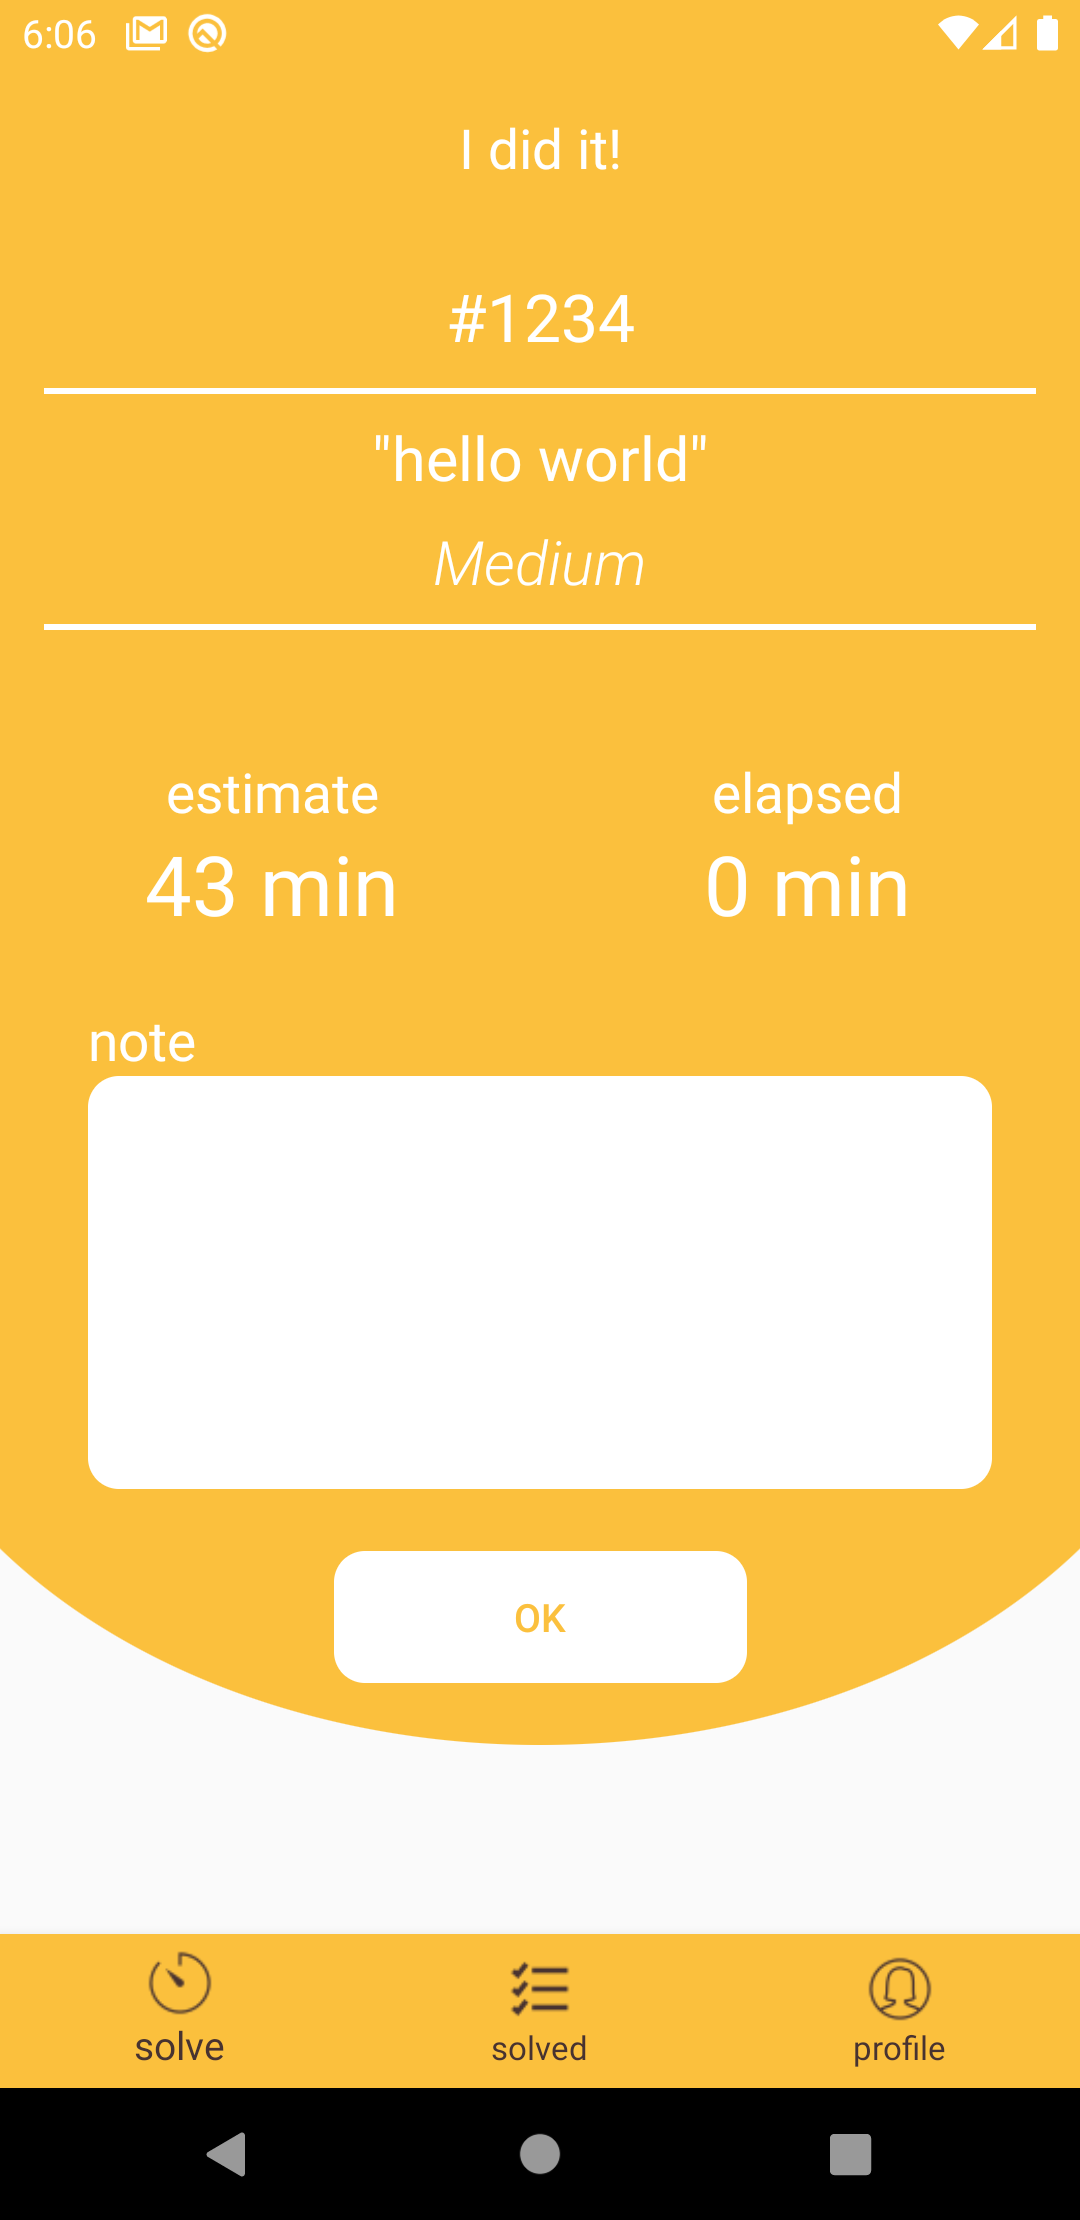 6:06
I did it!
#1234
"hello world"
Medium
estimate
elapsed
43 min
0 min
note
OK
solve
solved
profile